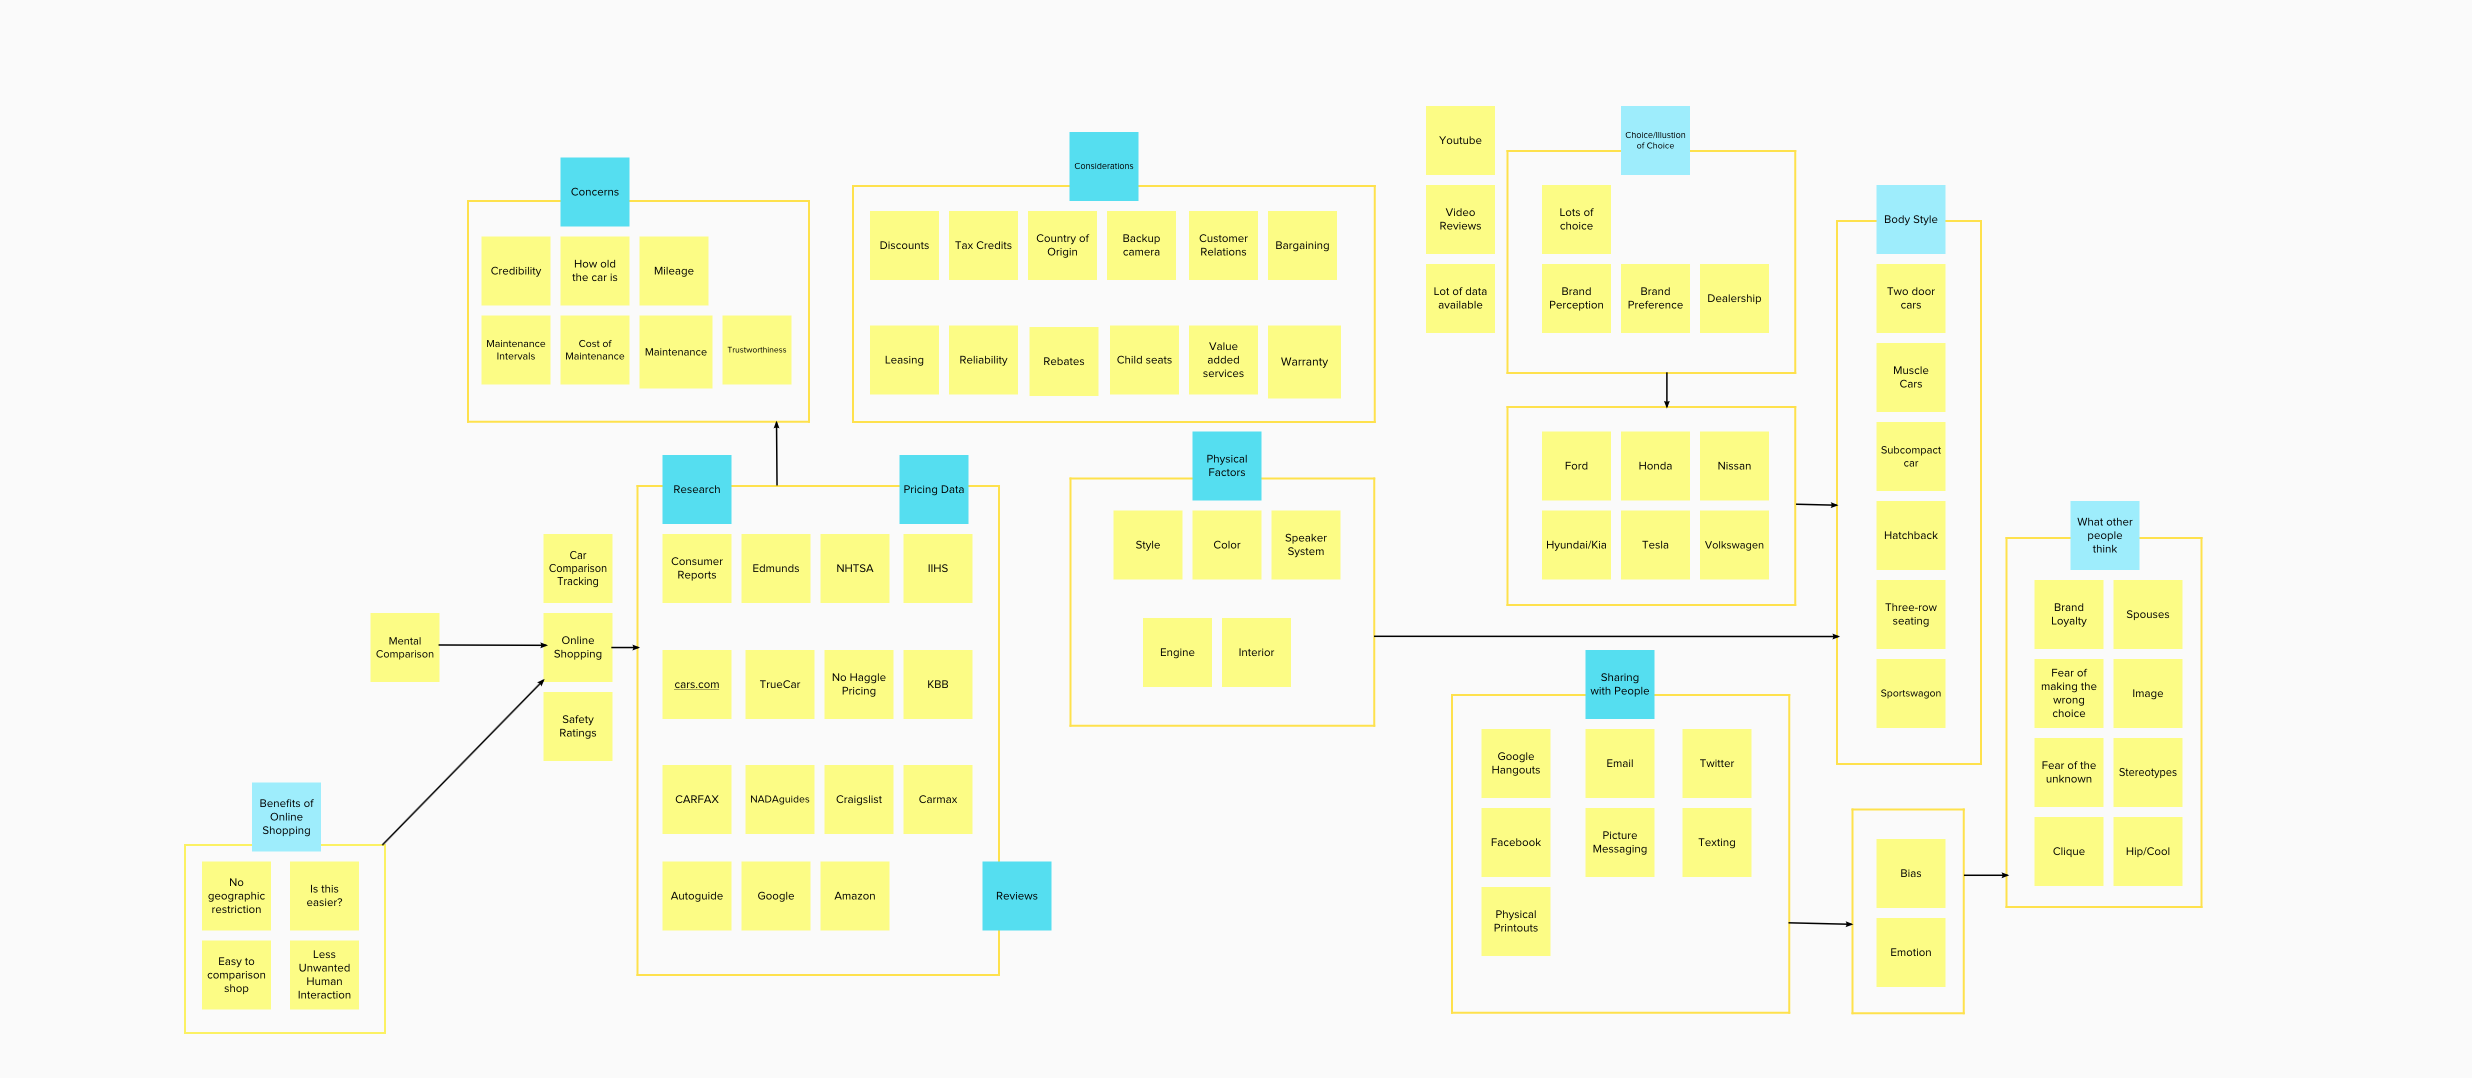 Concerns
Credibility
How old
the car is
Mileage
Maintenance
Intervals
Cost of
Maintenance
Maintenance
Trustworthiness
Considerations
Discounts
Tax Credits
Country of
Origin
Backup
camera
Customer
Relations
Bargaining
Leasing
Reliability
Rebates
Child seats
Value
added
services
Warranty
Youtube
Video
Reviews
Lot of data
available
Choice/Illustion
of Choice
Lots of
choice
Brand
Perception
Brand
Preference
Dealership
Ford
Honda
Nissan
Hyundai/Kia
Tesla
Volkswagen
Body Style
Two door
cars
Muscle
Cars
Subcompact
car
Hatchback
Three-row
seating
Sportswagon
Physical
Factors
Style
Color
Speaker
System
Engine
Interior
Mental
Comparison
Car
Comparison
Tracking
Online
Shopping
Safety
Ratings
Benefits of
Online
Shopping
No
geographic
restriction
Is this
easier?
Easy to
comparison
shop
Less
Unwanted
Human
Interaction
Research
Pricing Data
Consumer
Reports
Edmunds
NHTSA
IIHS
cars.com
TrueCar
No Haggle
Pricing
KBB
CARFAX
NADAguides
Craigslist
Carmax
Autoguide
Google
Amazon
Reviews
Sharing
with People
Google
Hangouts
Email
Twitter
Facebook
Picture
Messaging
Texting
Physical
Printouts
Bias
Emotion
What other
people
think
Brand
Loyalty
Spouses
Fear of
making the
wrong
choice
Image
Fear of the
unknown
Stereotypes
Clique
Hip/Cool